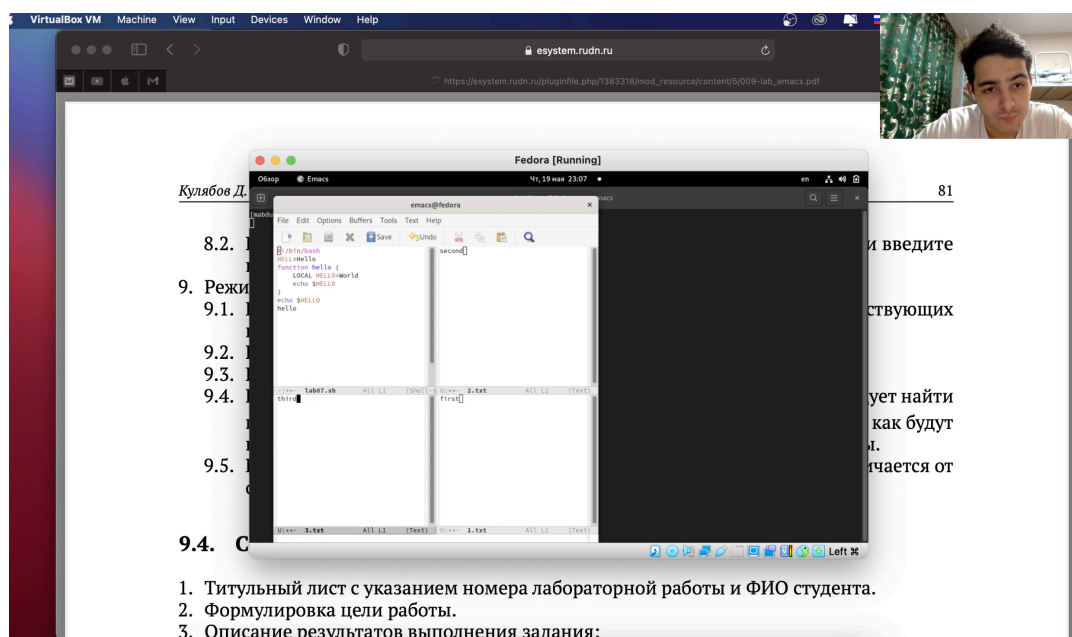 VirtualBox VM Machine View Input Devices Window Help
esystem.rudn.ru
https://esystem.rudn.ru/pluginfile.php/1383318/mod_resource/content/5/009-lab_emacs.pdf
Fedora [Running]
Обзор Emacs Чт, 19 мая 23:07 en
Кулябов Д. 81
emacs@fedora
File Edit Options Buffers Tools Text Help
Save Undo
#!/bin/bash
HELL=Hello
function hello {
LOCAL HELLO=World
echo $HELLO
}
echo $HELLO
hello
second
-:**- lab07.sh All L1 (Shell-s U:**- 2.txt All L1 (Text)
third
first
U:**- 3.txt All L1 (Text) U:**- 1.txt All L1 (Text)
8.2. и введите
9. Режи
9.1. ствующих
9.2.
9.3.
9.4. ует найти
как будут
ы.
9.5. ичается от
Left ⌘
9.4. С
1. Титульный лист с указанием номера лабораторной работы и ФИО студента.
2. Формулировка цели работы.
3. Описание результатов выполнения задания: